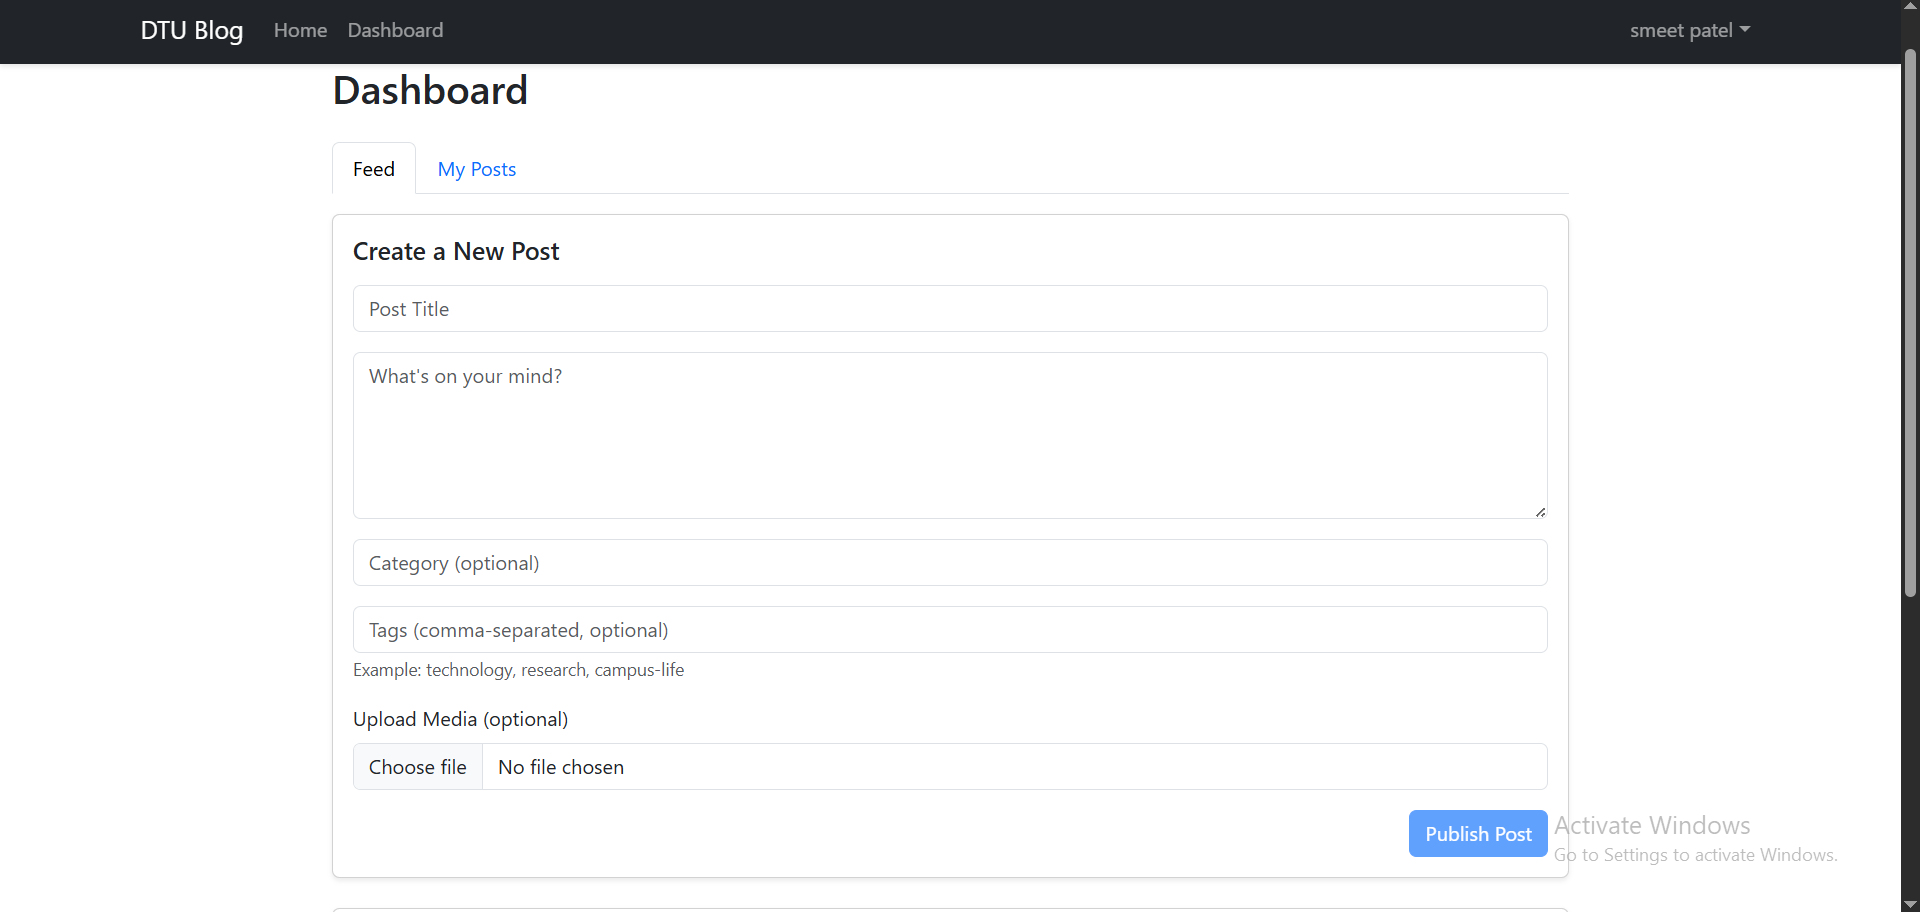 DTU Blog Home Dashboard smeet patel
Dashboard
Feed My Posts
Create a New Post
Post Title
What's on your mind?
Category (optional)
Tags (comma-separated, optional)
Example: technology, research, campus-life
Upload Media (optional)
Choose file No file chosen
Publish Post
Activate Windows
Go to Settings to activate Windows.